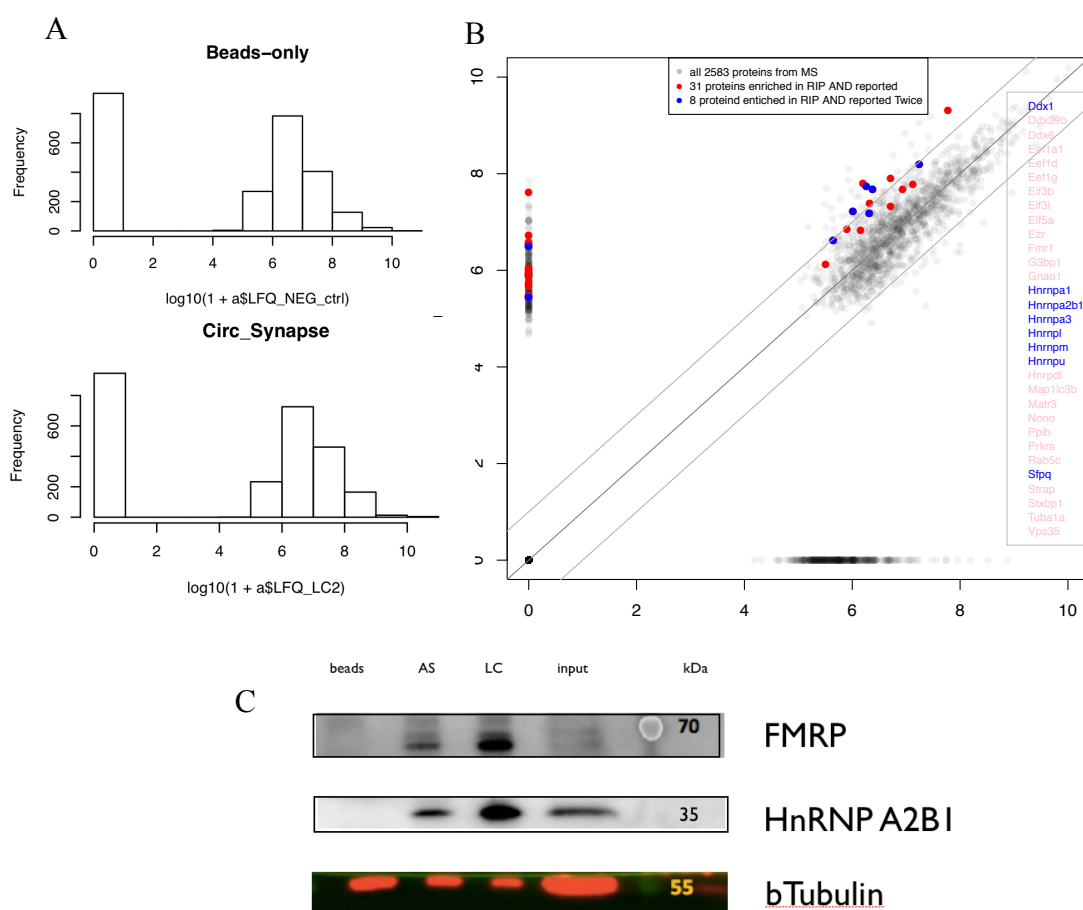 A
Beads-only
Frequency
0
200
600
0
2
4
6
8
10
log10(1 + a$LFQ_NEG_ctrl)
Circ_Synapse
Frequency
0
200
600
0
2
4
6
8
10
log10(1 + a$LFQ_LC2)
B
all 2583 proteins from MS
31 proteins enriched in RIP AND reported
8 proteind entiched in RIP AND reported Twice
10
8
6
4
2
0
0
2
4
6
8
10
Ddx1
Ddx39b
Ddx6
Eef1a1
Eef1d
Eef1g
Eif3b
Eif3l
Eif5a
Ezr
Fmr1
G3bp1
Gnao1
Hnrnpa1
Hnrnpa2b1
Hnrnpa3
Hnrnpl
Hnrnpm
Hnrnpu
Hnrpdl
Map1lc3b
Matr3
Nono
Ppib
Prkra
Rab5c
Sfpq
Strap
Stxbp1
Tuba1a
Vps35
C
beads AS LC input kDa
70 FMRP
35 HnRNP A2B1
55 bTubulin